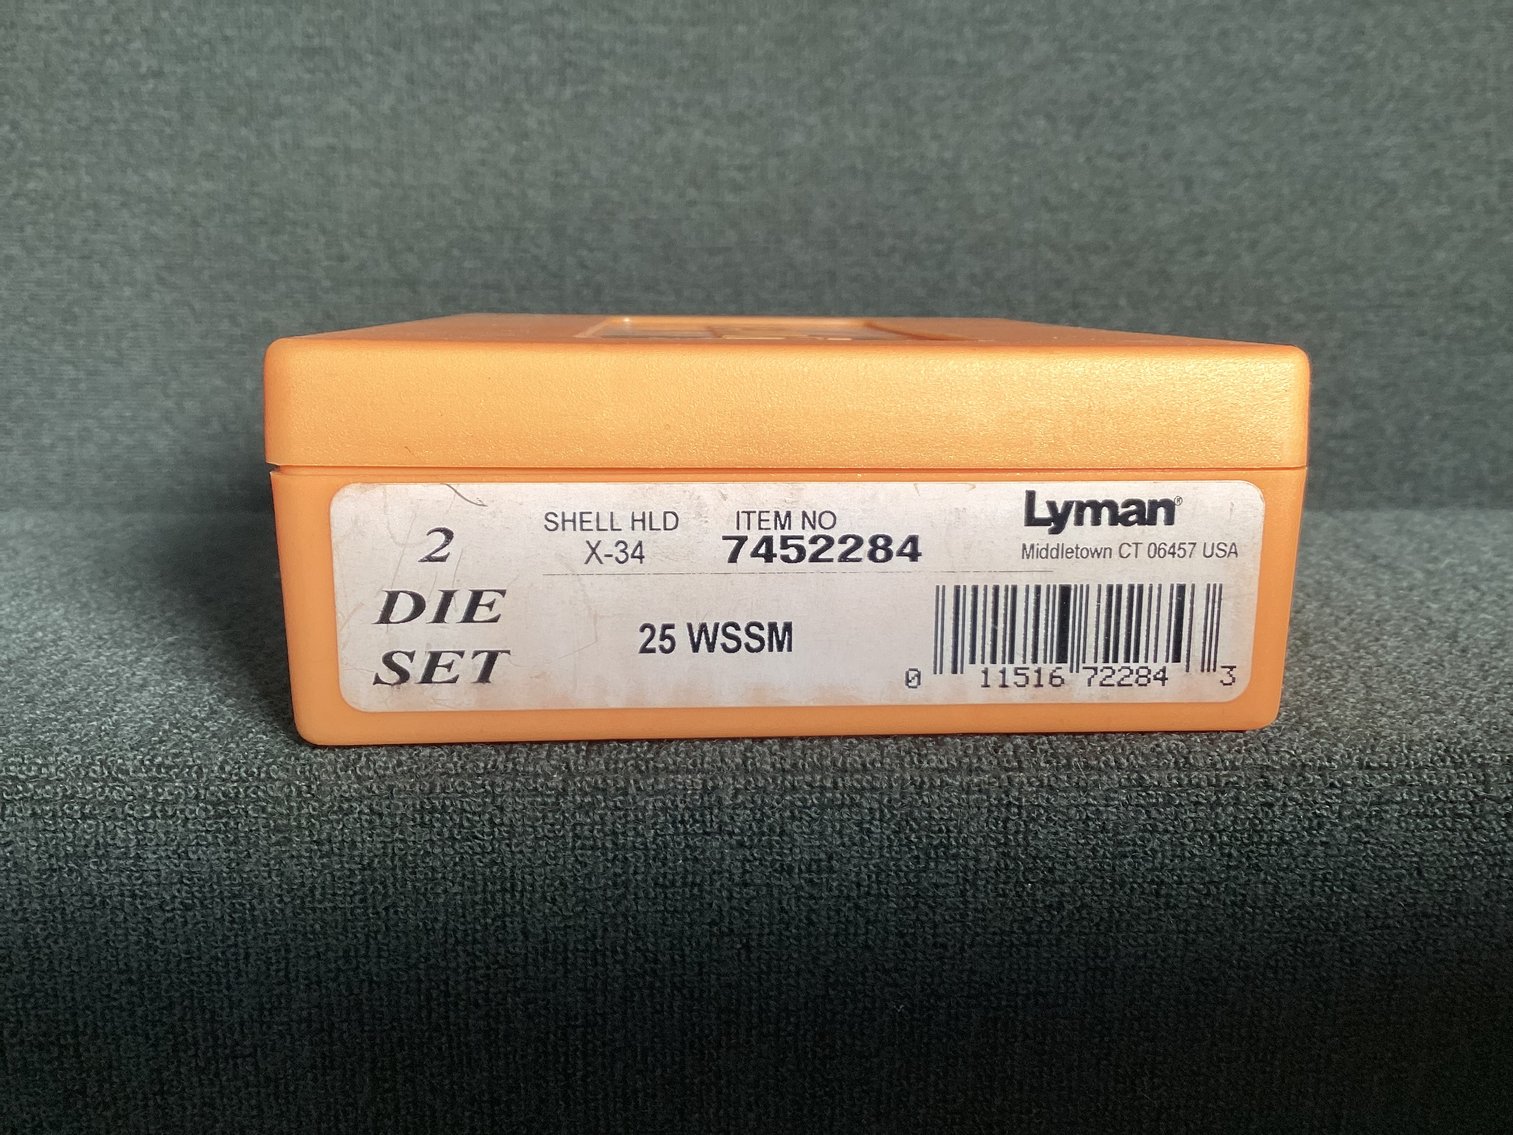 2
DIE
SET
SHELL HLD
X-34
ITEM NO
7452284
25 WSSM
Lyman®
Middletown CT 06457 USA
0 11516 72284 3